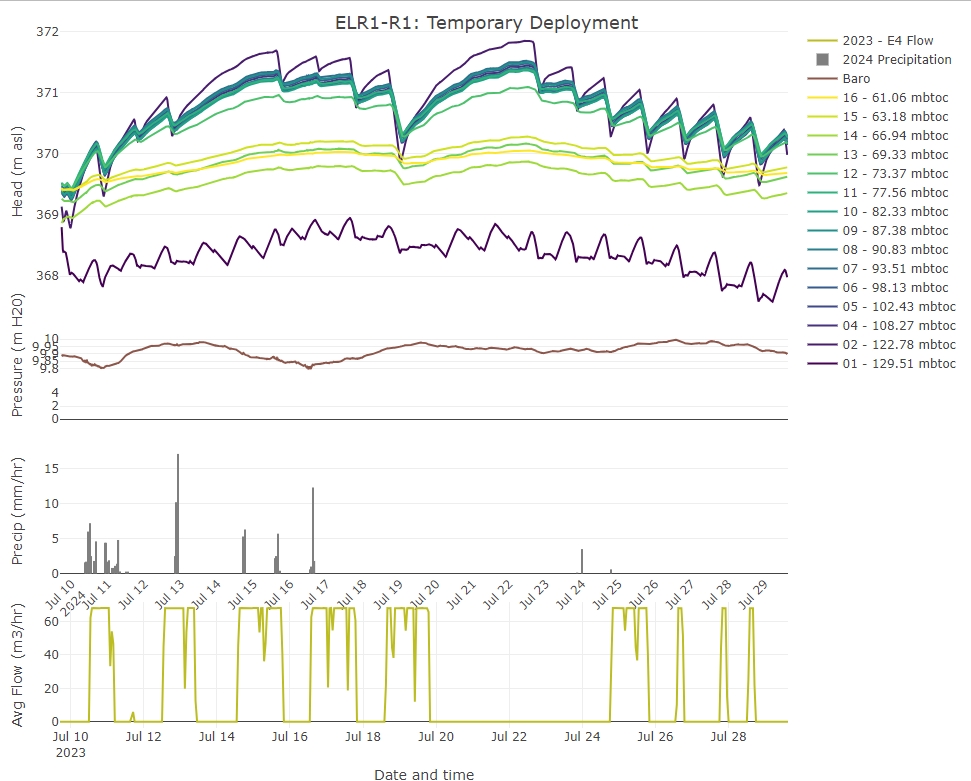 ELR1-R1: Temporary Deployment
372
371
370
369
368
Head (m asl)
10
9.95
9.9
9.85
9.8
4
2
0
Pressure (m H20)
15
10
5
0
Precip (mm/hr)
Jul 10
2024
Jul 11
Jul 12
Jul 13
Jul 14
Jul 15
Jul 16
Jul 17
Jul 18
Jul 19
Jul 20
Jul 21
Jul 22
Jul 23
Jul 24
Jul 25
Jul 26
Jul 27
Jul 28
Jul 29
60
40
20
0
Avg Flow (m3/hr)
Jul 10
2023
Jul 12
Jul 14
Jul 16
Jul 18
Jul 20
Jul 22
Jul 24
Jul 26
Jul 28
Date and time
2023 - E4 Flow
2024 Precipitation
Baro
16 - 61.06 mbtoc
15 - 63.18 mbtoc
14 - 66.94 mbtoc
13 - 69.33 mbtoc
12 - 73.37 mbtoc
11 - 77.56 mbtoc
10 - 82.33 mbtoc
09 - 87.38 mbtoc
08 - 90.83 mbtoc
07 - 93.51 mbtoc
06 - 98.13 mbtoc
05 - 102.43 mbtoc
04 - 108.27 mbtoc
02 - 122.78 mbtoc
01 - 129.51 mbtoc